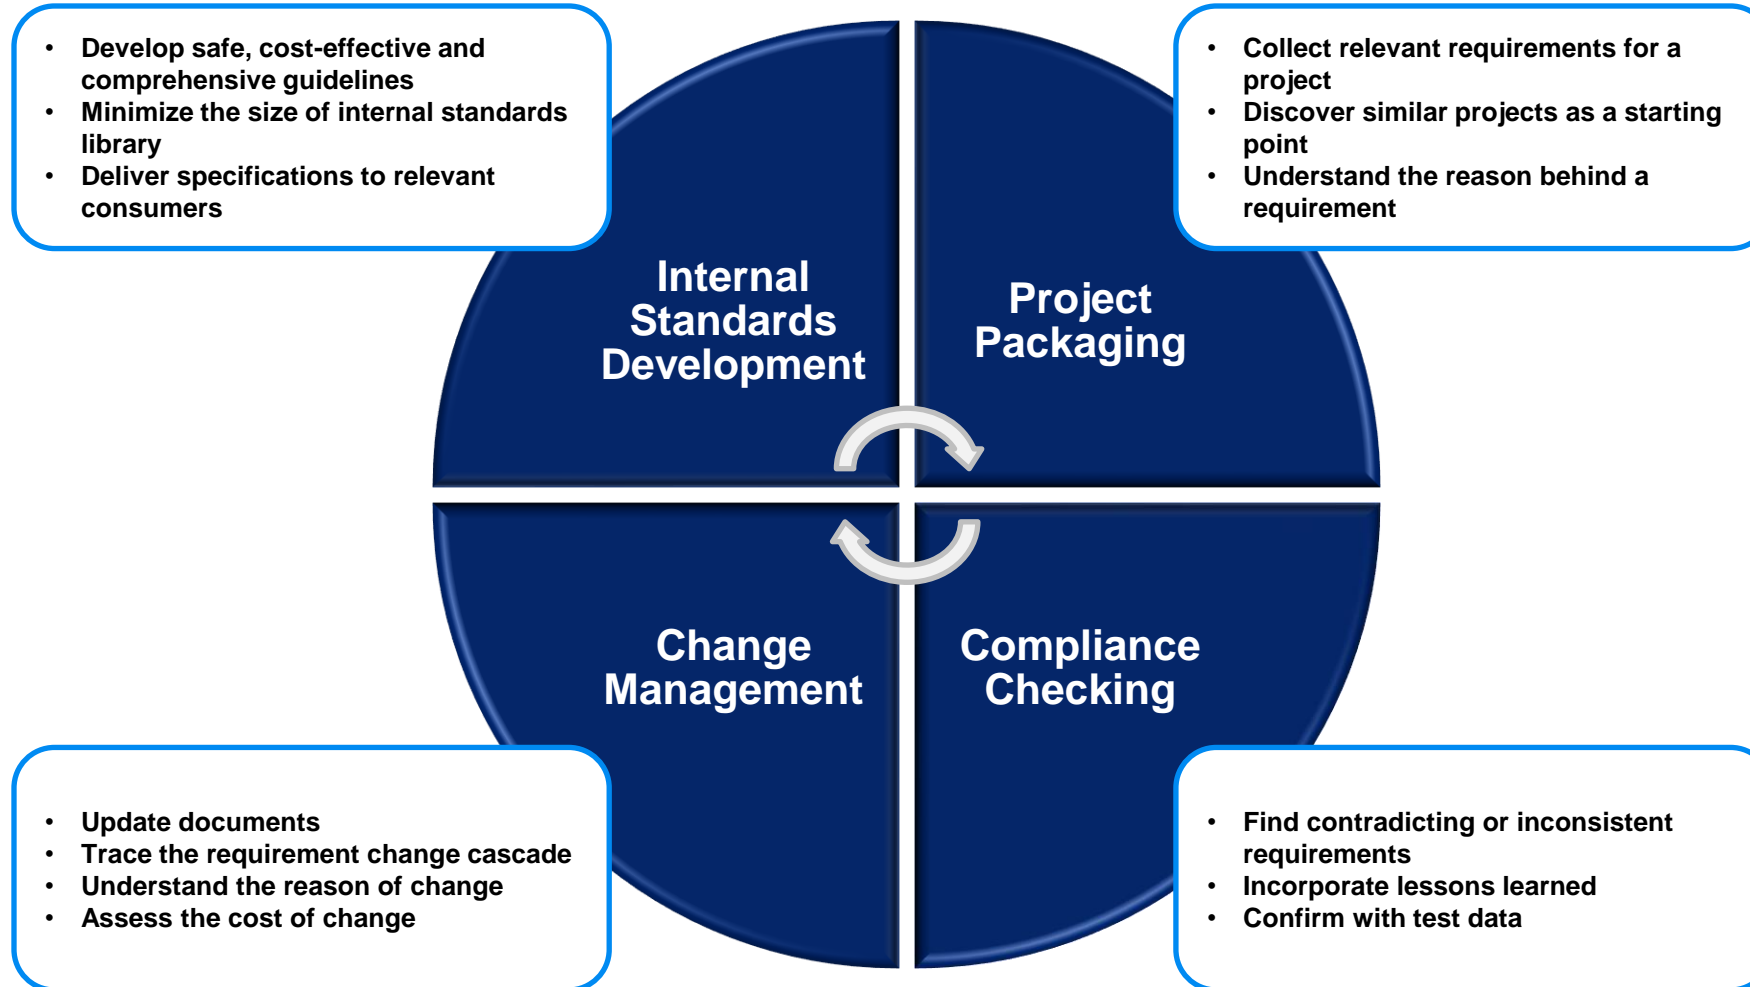 • Develop safe, cost-effective and
comprehensive guidelines
• Minimize the size of internal standards
library
• Deliver specifications to relevant
consumers
• Collect relevant requirements for a
project
• Discover similar projects as a starting
point
• Understand the reason behind a
requirement
Internal
Standards
Development
Project
Packaging
Change
Management
Compliance
Checking
• Update documents
• Trace the requirement change cascade
• Understand the reason of change
• Assess the cost of change
• Find contradicting or inconsistent
requirements
• Incorporate lessons learned
• Confirm with test data